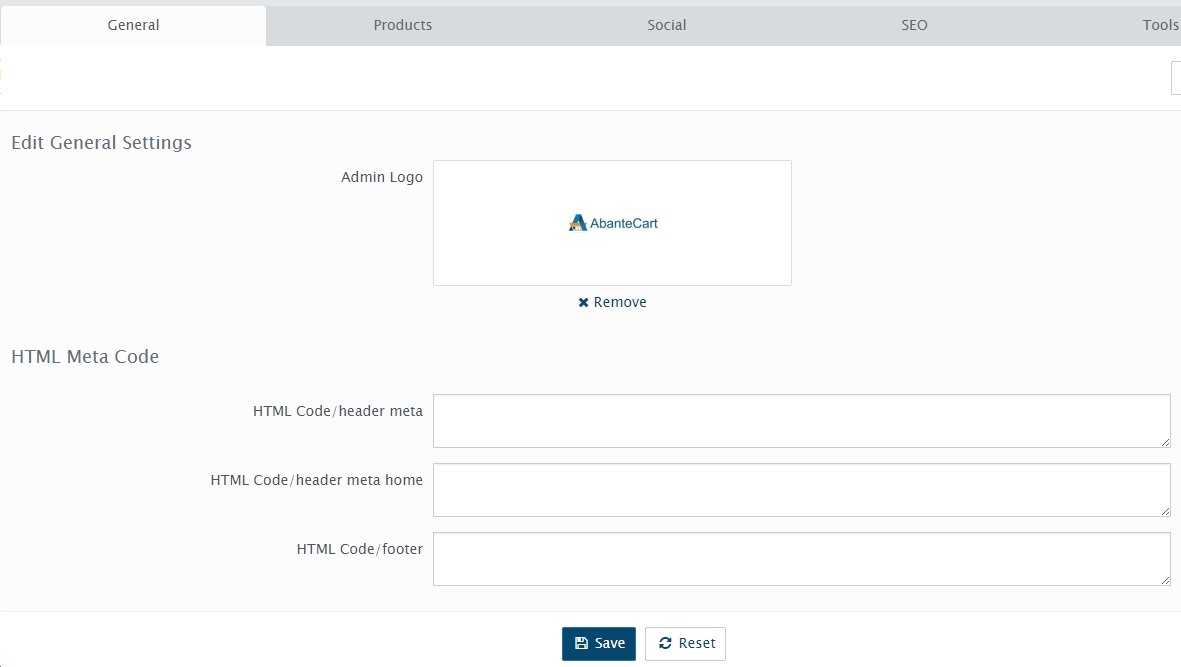 General Products Social SEO Tools
Edit General Settings
Admin Logo
AbanteCart
Remove
HTML Meta Code
HTML Code/header meta
HTML Code/header meta home
HTML Code/footer
Save Reset